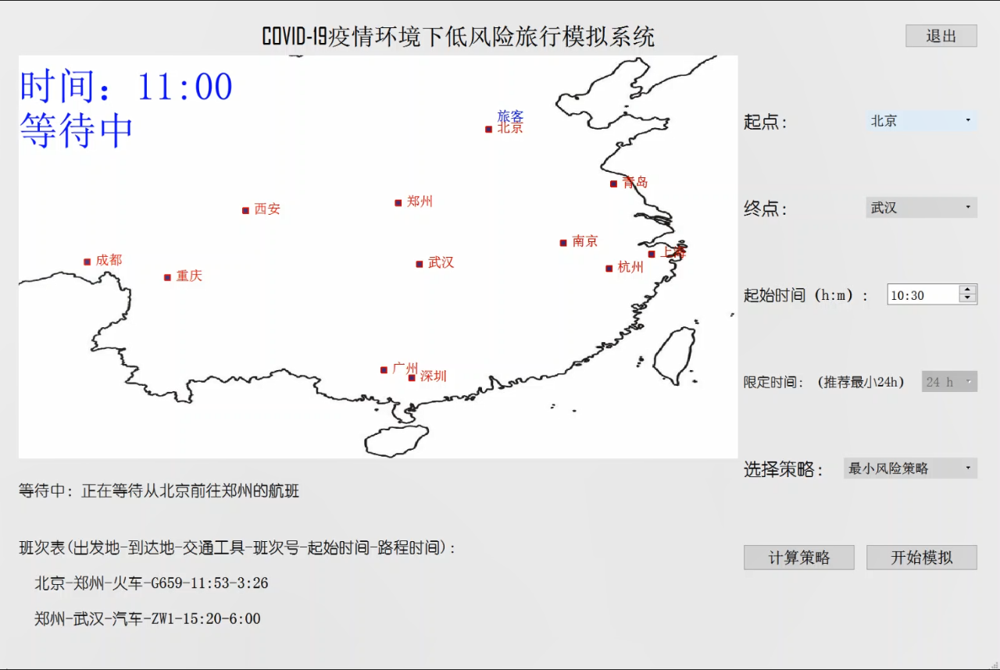 COVID-19疫情环境下低风险旅行模拟系统
退出
时间：11:00
等待中
旅客
北京
青岛
郑州
西安
南京
上海
成都
武汉
杭州
重庆
广州
深圳
起点：
北京
终点：
武汉
起始时间 (h:m) :
10:30
限定时间： (推荐最小24h)
24 h
选择策略：
最小风险策略
计算策略
开始模拟
等待中：正在等待从北京前往郑州的航班
班次表(出发地-到达地-交通工具-班次号-起始时间-路程时间)：
北京-郑州-火车-G659-11:53-3:26
郑州-武汉-汽车-ZW1-15:20-6:00